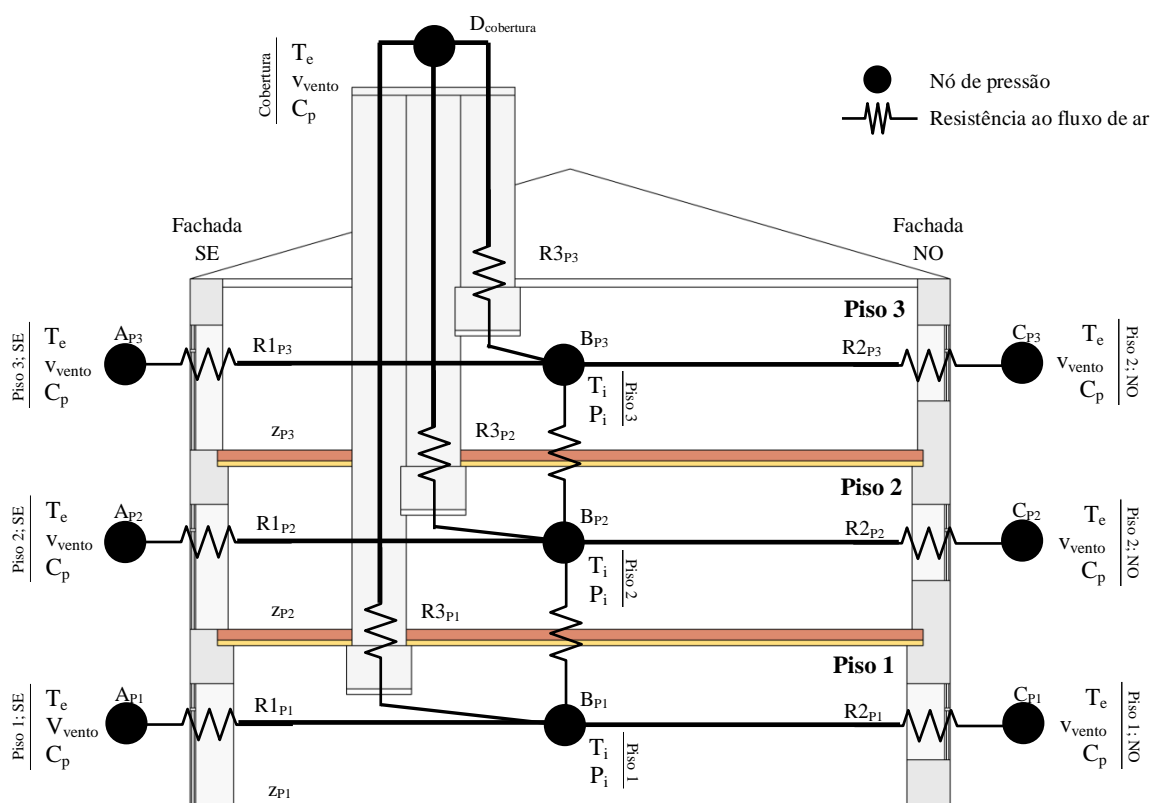 D_cobertura
Cobertura
T_e
v_vento
C_p
Nó de pressão
Resistência ao fluxo de ar
Fachada
SE
Fachada
NO
R3_P3
Piso 3
Piso 3; SE
T_e
v_vento
C_p
A_P3
R1_P3
B_P3
R2_P3
C_P3
T_e
v_vento
C_p
Piso 2; NO
T_i
P_i
Piso 3
z_P3
R3_P2
Piso 2
Piso 2; SE
T_e
v_vento
C_p
A_P2
R1_P2
B_P2
R2_P2
C_P2
T_e
v_vento
C_p
Piso 2; NO
T_i
P_i
Piso 2
z_P2
R3_P1
Piso 1
Piso 1; SE
T_e
V_vento
C_p
A_P1
R1_P1
B_P1
R2_P1
C_P1
T_e
v_vento
C_p
Piso 1; NO
T_i
P_i
Piso 1
z_P1